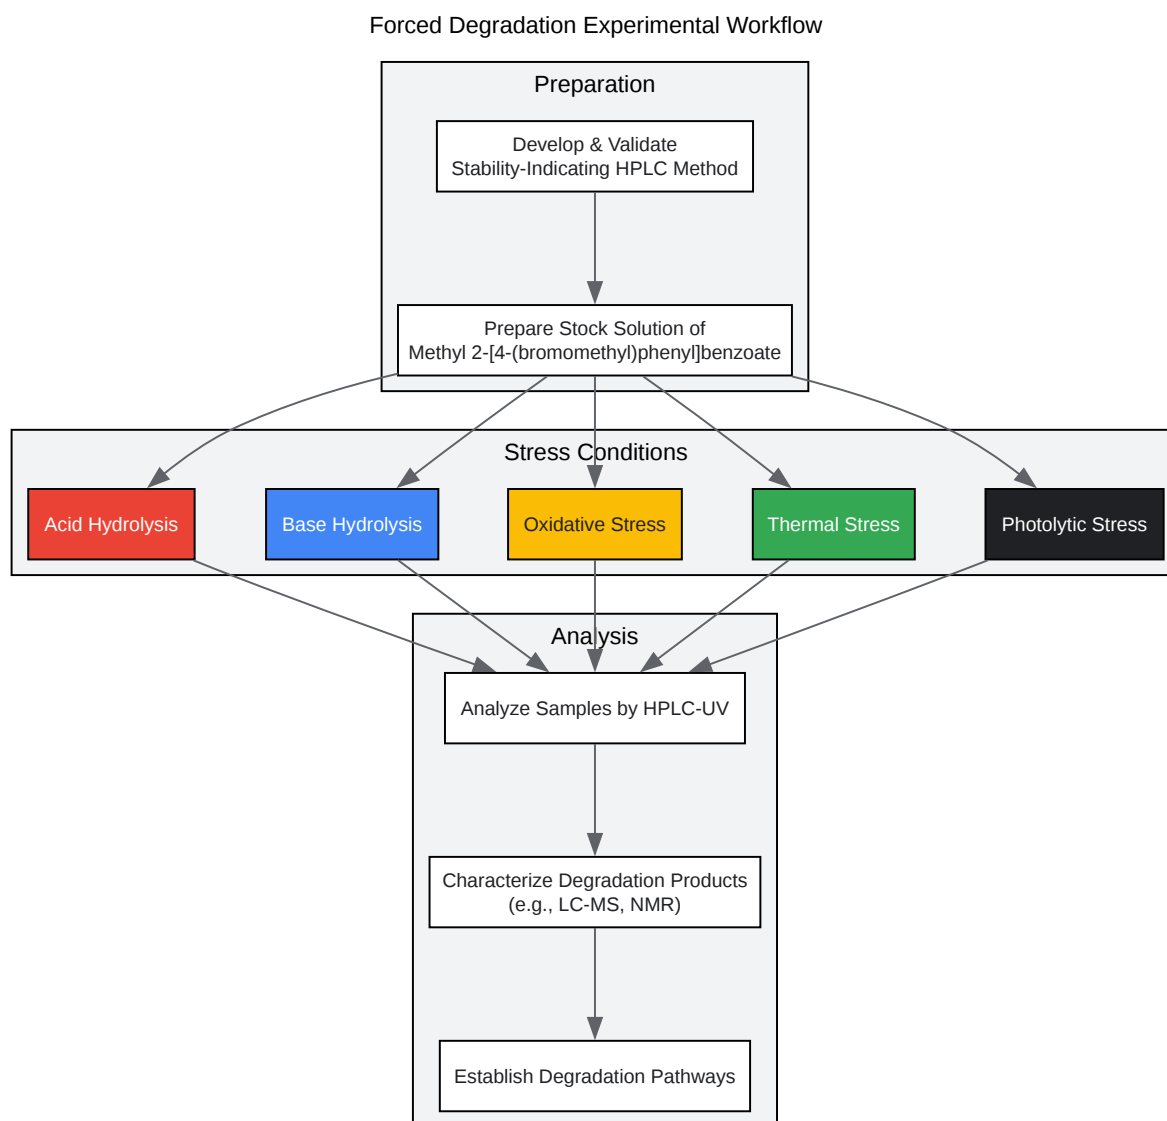 Forced Degradation Experimental Workflow
Preparation
Develop & Validate
Stability-Indicating HPLC Method
Prepare Stock Solution of
Methyl 2-[4-(bromomethyl)phenyl]benzoate
Stress Conditions
Acid Hydrolysis
Base Hydrolysis
Oxidative Stress
Thermal Stress
Photolytic Stress
Analysis
Analyze Samples by HPLC-UV
Characterize Degradation Products
(e.g., LC-MS, NMR)
Establish Degradation Pathways